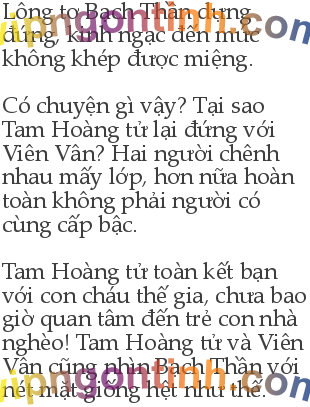 Lông tơ Bạch Thần dựng
đứng, kinh ngạc đến mức
không khép được miệng.
Có chuyện gì vậy? Tại sao
Tam Hoàng tử lại đứng với
Viên Vân? Hai người chênh
nhau mấy lớp, hơn nữa hoàn
toàn không phải người có
cùng cấp bậc.
Tam Hoàng tử toàn kết bạn
với con cháu thế gia, chưa bao
giờ quan tâm đến trẻ con nhà
nghèo! Tam Hoàng tử và Viên
Vân cũng nhìn Bạch Thần với
nét mặt giống hệt như thế.
vipngontinh.com
vipngontinh.com